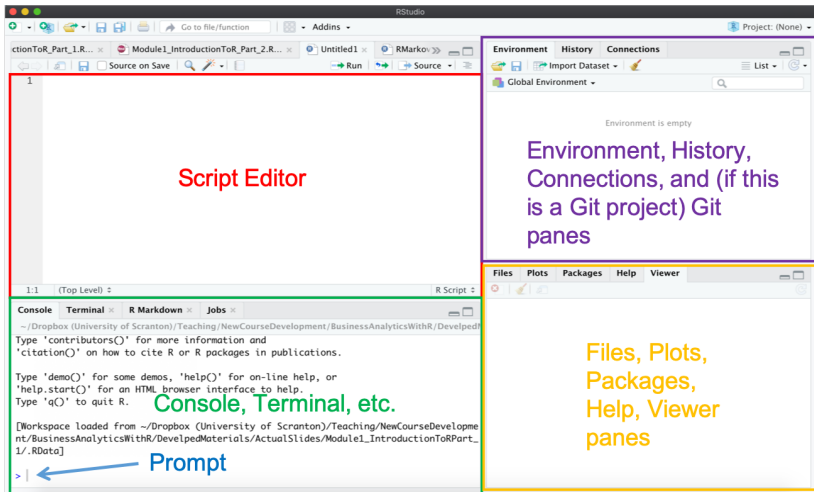 RStudio
Go to file/function
Addins
Project: (None)
ctionToR_Part_1.R...
Module1_IntroductionToR_Part_2.R...
Untitled1
RMarkov
Source on Save
Run
Source
1
Script Editor
1:1 (Top Level)
R Script
Environment History Connections
Import Dataset
List
Global Environment
Environment is empty
Environment, History,
Connections, and (if this
is a Git project) Git
panes
Console Terminal R Markdown Jobs
~/Dropbox (University of Scranton)/Teaching/NewCourseDevelopment/BusinessAnalyticsWithR/DevelpedM
Type 'contributors()' for more information and
'citation()' on how to cite R or R packages in publications.
Type 'demo()' for some demos, 'help()' for on-line help, or
'help.start()' for an HTML browser interface to help.
Type 'q()' to quit R.
Console, Terminal, etc.
[Workspace loaded from ~/Dropbox (University of Scranton)/Teaching/NewCourseDevelopme
nt/BusinessAnalyticsWithR/DevelpedMaterials/ActualSlides/Module1_IntroductionToRPart_
1/.RData]
Prompt
>
Files Plots Packages Help Viewer
Files, Plots,
Packages,
Help, Viewer
panes